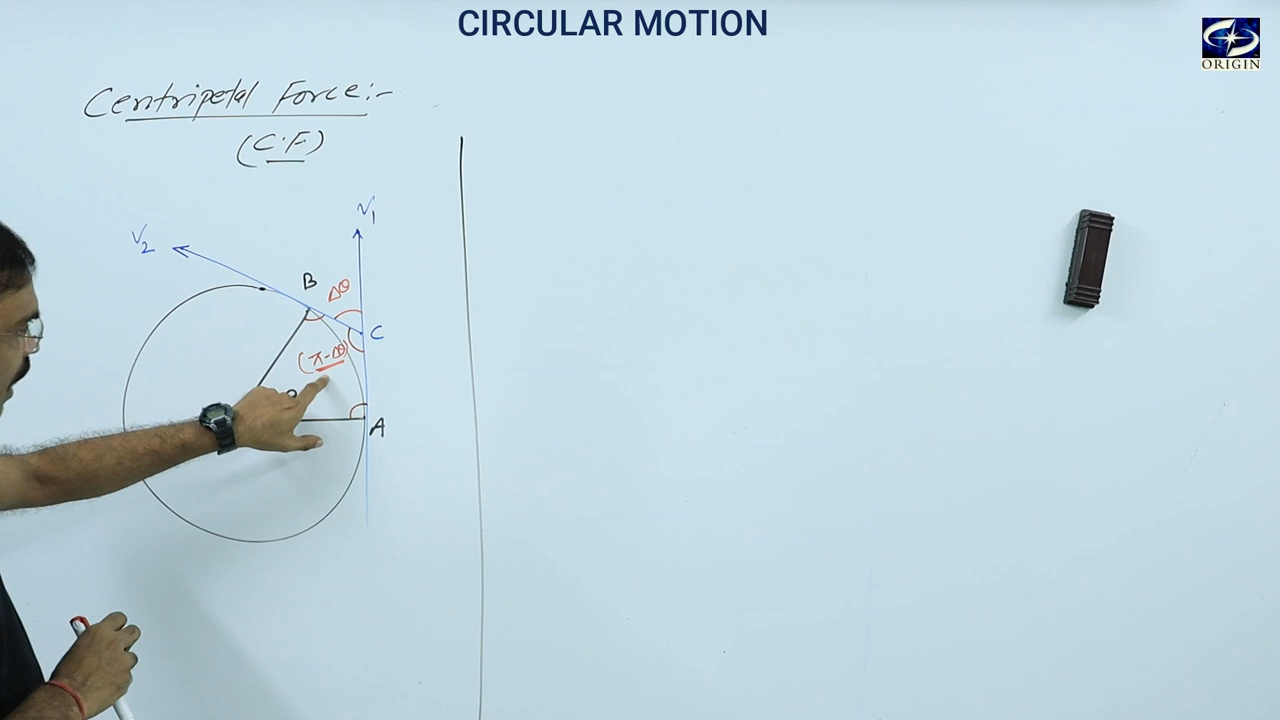 CIRCULAR MOTION
ORIGIN
Centripetal Force:-
(C.F)
V₁
V₂
B
Δθ
C
(π-Δθ)
A